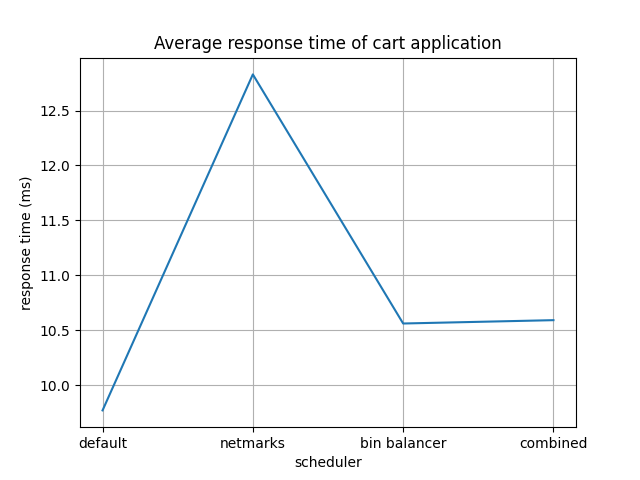 Average response time of cart application
response time (ms)
12.5
12.0
11.5
11.0
10.5
10.0
default netmarks bin balancer combined
scheduler